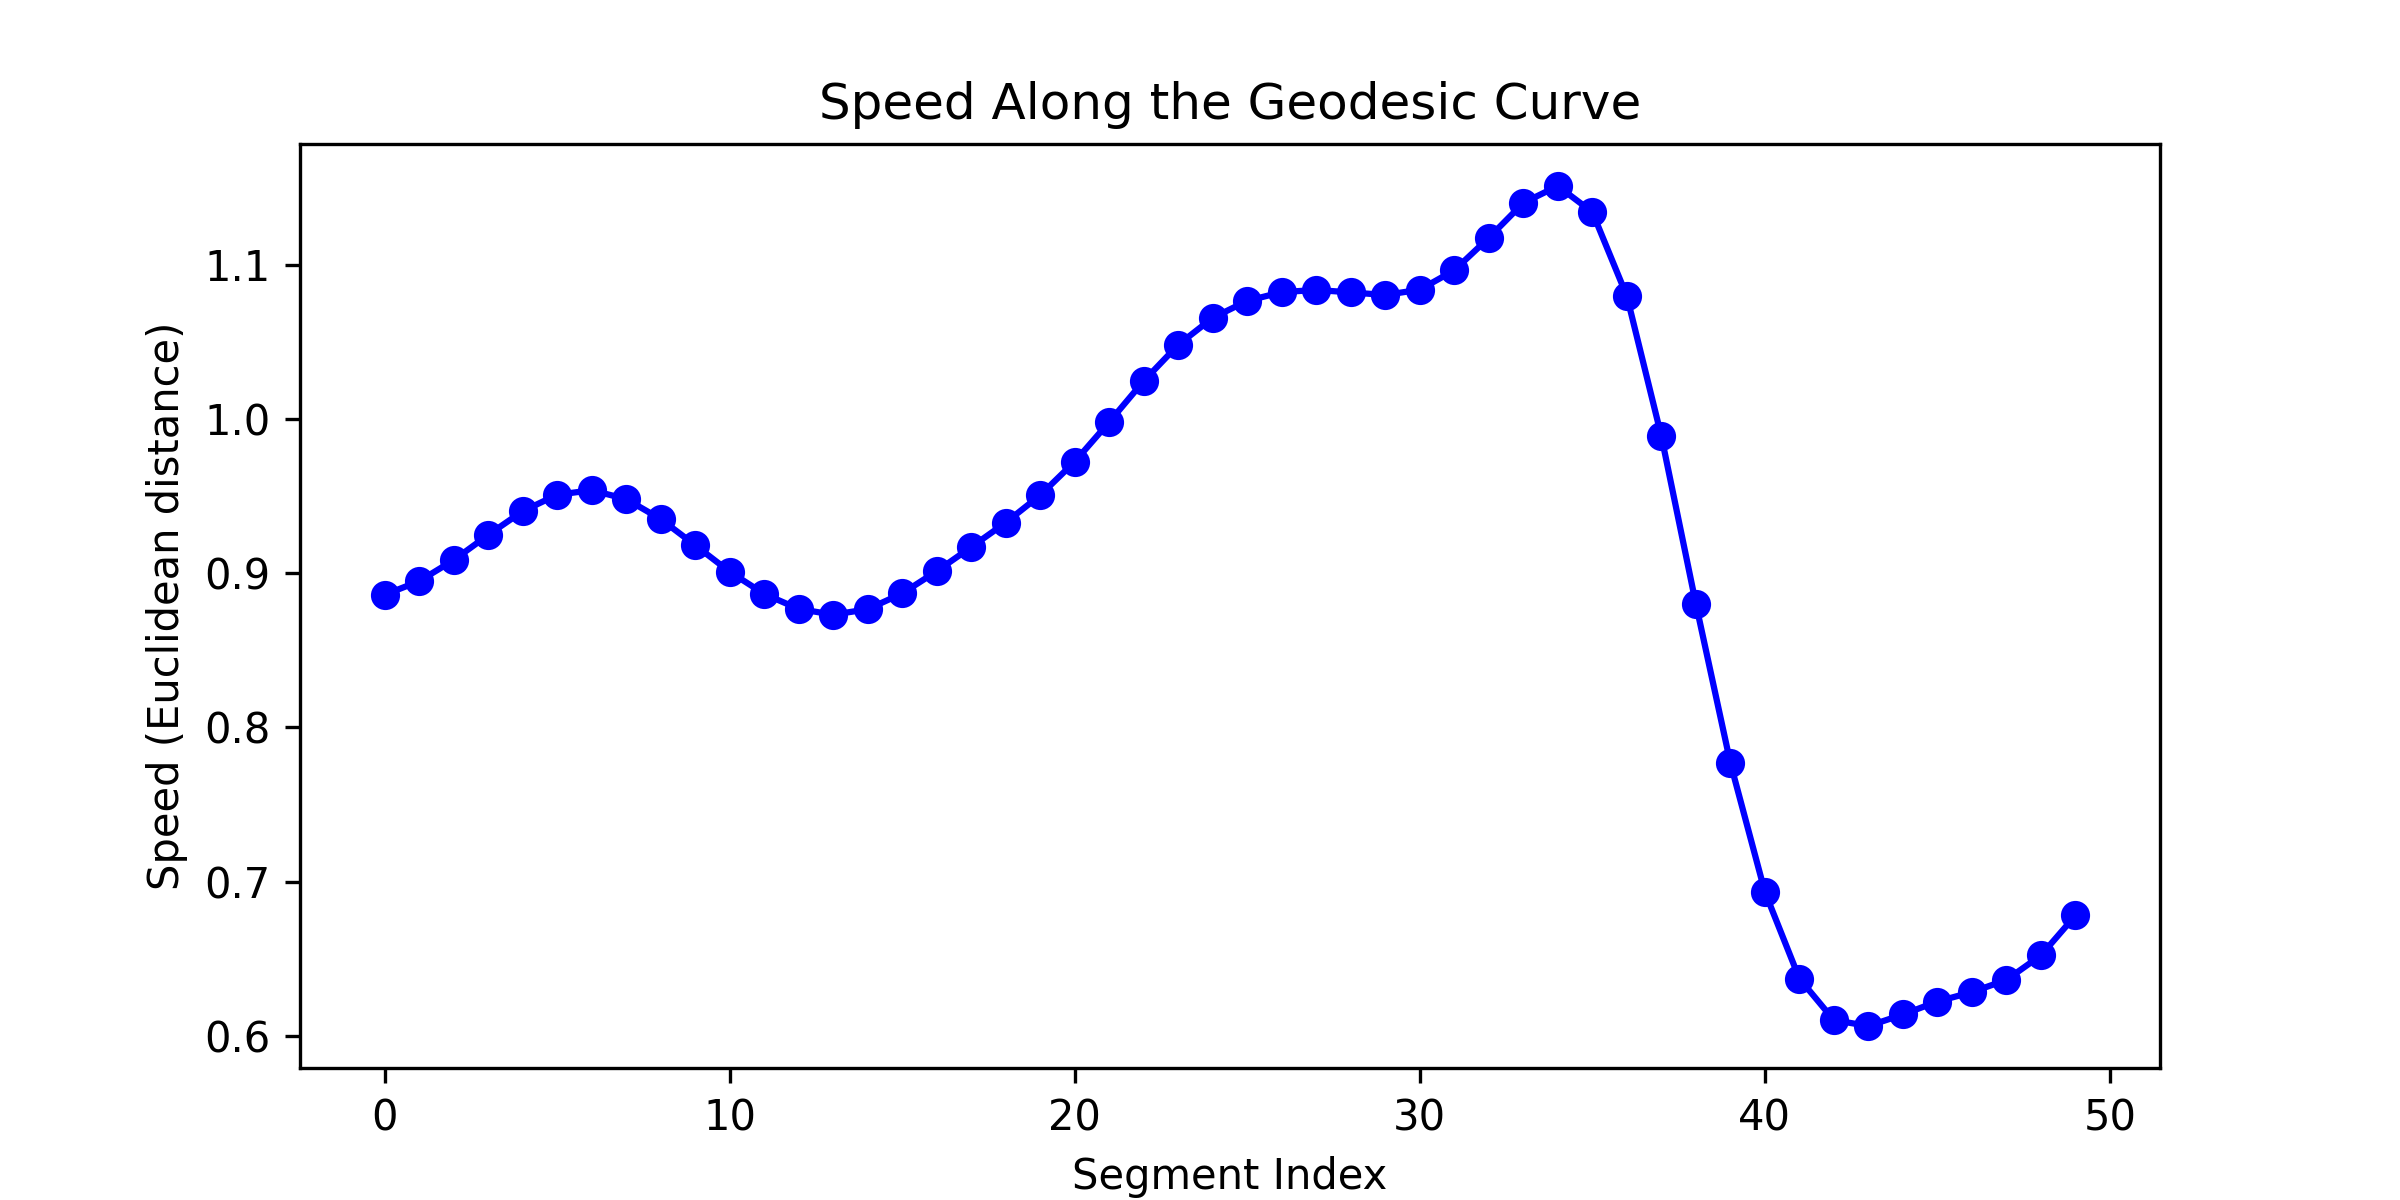 Speed Along the Geodesic Curve
Speed (Euclidean distance)
1.1
1.0
0.9
0.8
0.7
0.6
0 10 20 30 40 50
Segment Index